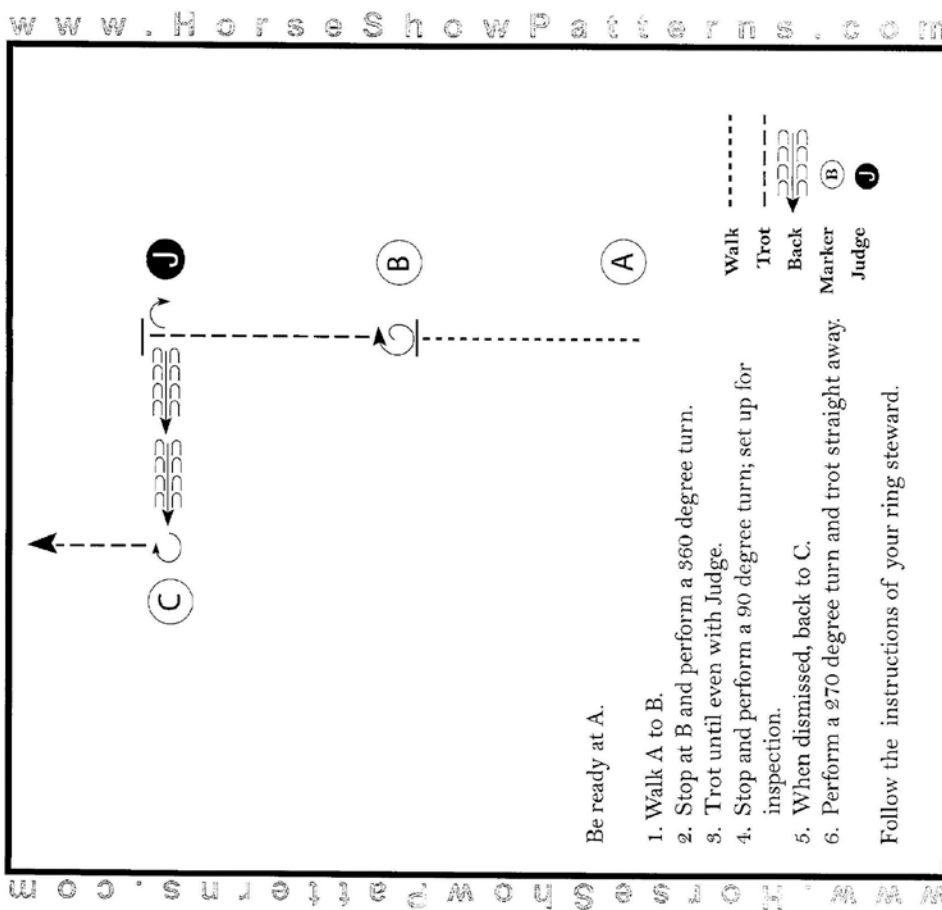 www.HorseShowPatterns.com
C
J
B
A
Be ready at A.
1. Walk A to B.
2. Stop at B and perform a 360 degree turn.
3. Trot until even with Judge.
4. Stop and perform a 90 degree turn; set up for
inspection.
5. When dismissed, back to C.
6. Perform a 270 degree turn and trot straight away.
Follow the instructions of your ring steward.
Walk
Trot
Back
Marker B
Judge J
www.HorseShowPatterns.com